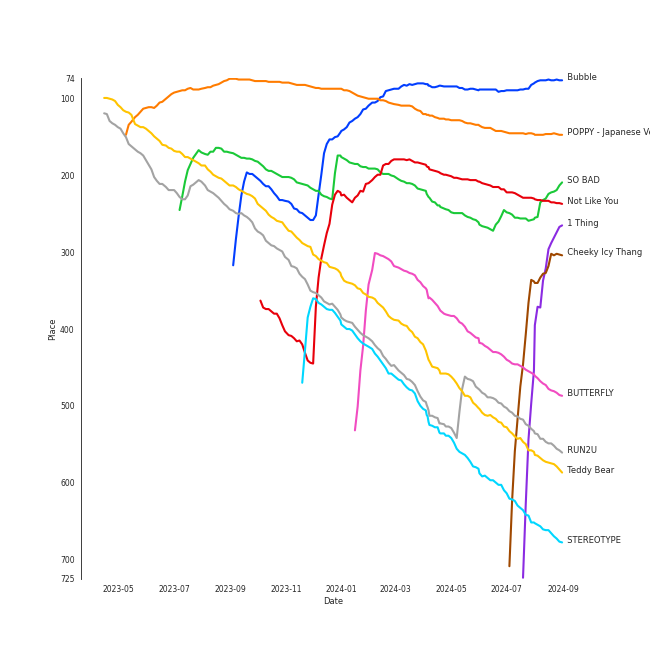 74
100
200
300
400
500
600
700
725
Place
2023-05
2023-07
2023-09
2023-11
2024-01
2024-03
2024-05
2024-07
2024-09
Date
Bubble
POPPY - Japanese
SO BAD
Not Like You
1 Thing
Cheeky Icy Thang
BUTTERFLY
RUN2U
Teddy Bear
STEREOTYPE